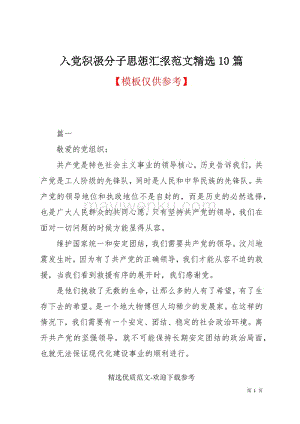 入党积极分子思想汇报范文精选 10 篇
【模板仅供参考】
篇一
敬爱的党组织：
共产党是特色社会主义事业的领导核心，历史告诉我们，共
产党是工人阶级的先锋队，同时是人民和中华民族的先锋队。共
产党的领导地位和执政地位不是自封的，而是历史的必然选择，
也是广大人民群众的共同心愿。只有坚持共产党的领导，我们在
面对一切问题的时候方能显得从容。
维护国家统一和安定团结，我们需要共产党的领导，汶川地
震发生时。因为有了共产党的正确领导，我们才能从容不迫的救
援。当我们看到救援有序的展开时，我们感谢党。
是他们挽救了无数的生命，让那么多的人有了希望，有了生
存下去的希望。是一个地大物博但人均稀少的发展家。在这样的
情况下，我们需要有一个安定、团结、稳定的社会政治环境。离开
共产党的坚强领导，就不可能保持长期安定团结的政治局面，
也就无法保证现代化建设事业的顺利进行。
精选优质范文-欢迎下载参考
第 1 页